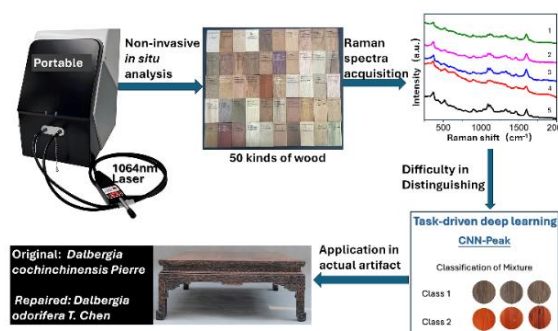 Portable
1064nm
Laser
Non-invasive
in situ
analysis
50 kinds of wood
Raman
spectra
acquisition
Intensity (a.u.)
1
2
3
4
5
500 1000 1500 200
Raman shift (cm⁻¹)
Difficulty in
Distinguishing
Task-driven deep learning
CNN-Peak
Classification of Mixture
Class 1
Class 2
Application in
actual artifact
Original: Dalbergia
cochinchinensis Pierre
Repaired: Dalbergia
odorifera T. Chen